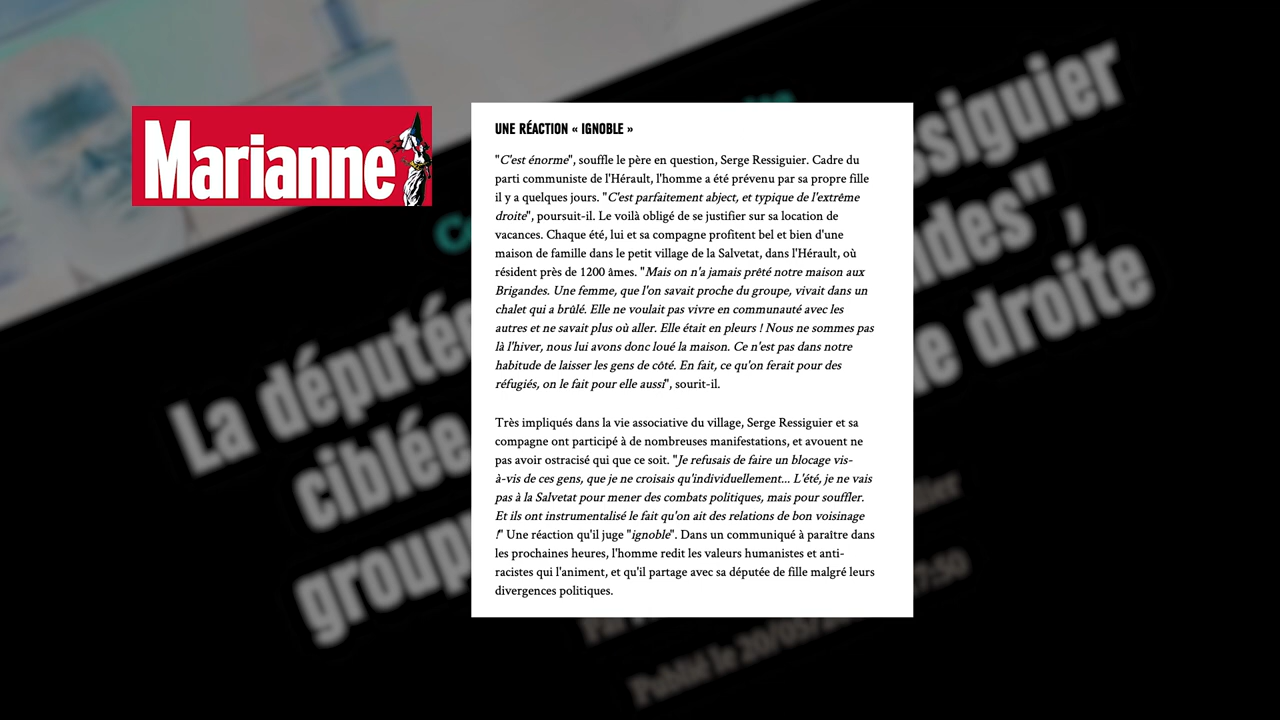 Marianne
UNE RÉACTION « IGNOBLE »
"C'est énorme", souffle le père en question, Serge Ressiguier. Cadre du
parti communiste de l'Hérault, l'homme a été prévenu par sa propre fille
il y a quelques jours. "C'est parfaitement abject, et typique de l'extrême
droite", poursuit-il. Le voilà obligé de se justifier sur sa location de
vacances. Chaque été, lui et sa compagne profitent bel et bien d'une
maison de famille dans le petit village de la Salvetat, dans l'Hérault, où
résident près de 1200 âmes. "Mais on n'a jamais prêté notre maison aux
Brigandes. Une femme, que l'on savait proche du groupe, vivait dans un
chalet qui a brûlé. Elle ne voulait pas vivre en communauté avec les
autres et ne savait plus où aller. Elle était en pleurs ! Nous ne sommes pas
là l'hiver, nous lui avons donc loué la maison. Ce n'est pas dans notre
habitude de laisser les gens de côté. En fait, ce qu'on ferait pour des
réfugiés, on le fait pour elle aussi", sourit-il.
Très impliqués dans la vie associative du village, Serge Ressiguier et sa
compagne ont participé à de nombreuses manifestations, et avouent ne
pas avoir ostracisé qui que ce soit. "Je refusais de faire un blocage vis-
à-vis de ces gens, que je ne croisais qu'individuellement... L'été, je ne vais
pas à la Salvetat pour mener des combats politiques, mais pour souffler.
Et ils ont instrumentalisé le fait qu'on ait des relations de bon voisinage
!" Une réaction qu'il juge "ignoble". Dans un communiqué à paraître dans
les prochaines heures, l'homme redit les valeurs humanistes et anti-
racistes qui l'animent, et qu'il partage avec sa députée de fille malgré leurs
divergences politiques.
La députée
ssiguier
ciblée
ndes",
groupe
droite
Publié le 20/05/
7:50